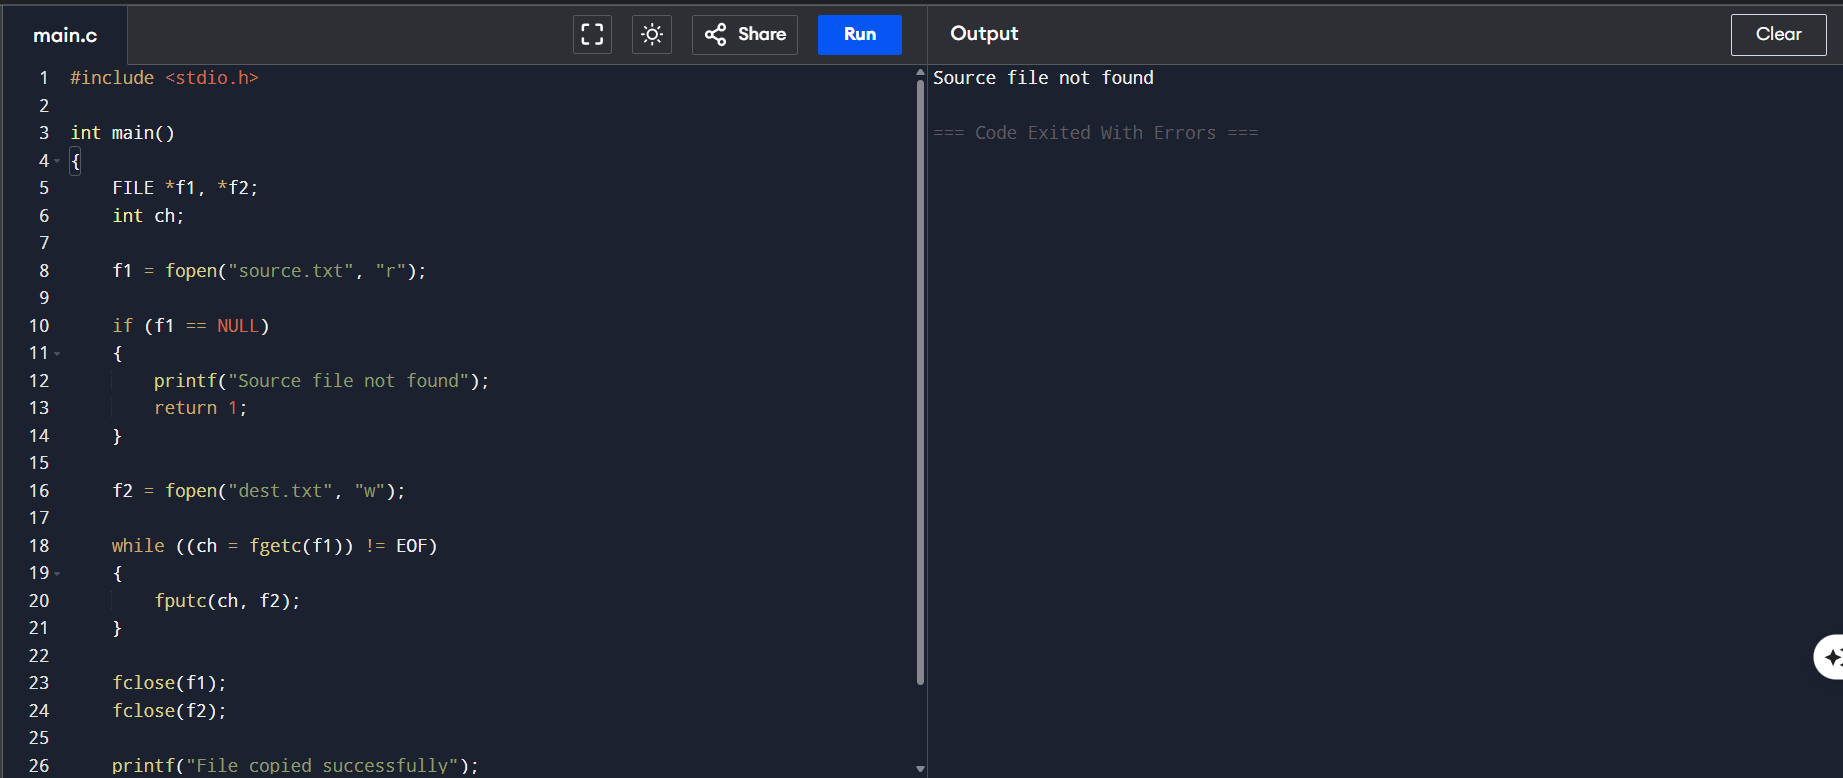 main.c
Share
Run
Output
Clear
1 #include <stdio.h>
2
3 int main()
4 {
5     FILE *f1, *f2;
6     int ch;
7
8     f1 = fopen("source.txt", "r");
9
10     if (f1 == NULL)
11     {
12         printf("Source file not found");
13         return 1;
14     }
15
16     f2 = fopen("dest.txt", "w");
17
18     while ((ch = fgetc(f1)) != EOF)
19     {
20         fputc(ch, f2);
21     }
22
23     fclose(f1);
24     fclose(f2);
25
26     printf("File copied successfully");
Source file not found
=== Code Exited With Errors ===